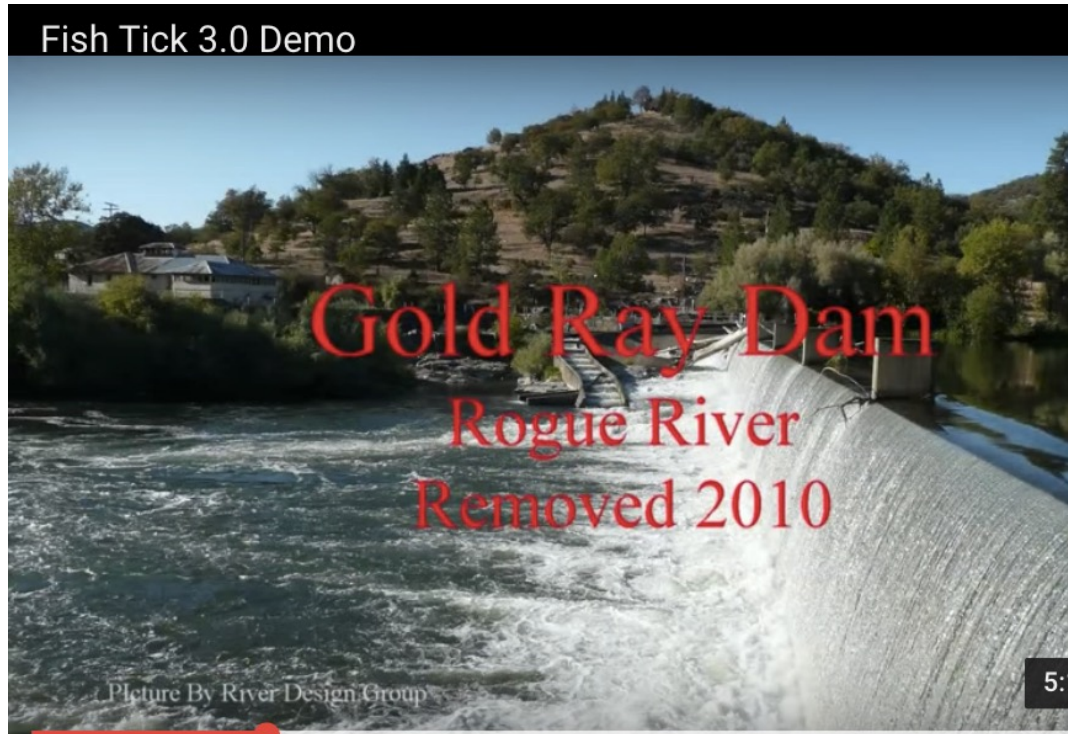 Fish Tick 3.0 Demo
Gold Ray Dam
Rogue River
Removed 2010
PIcture By River Design Group